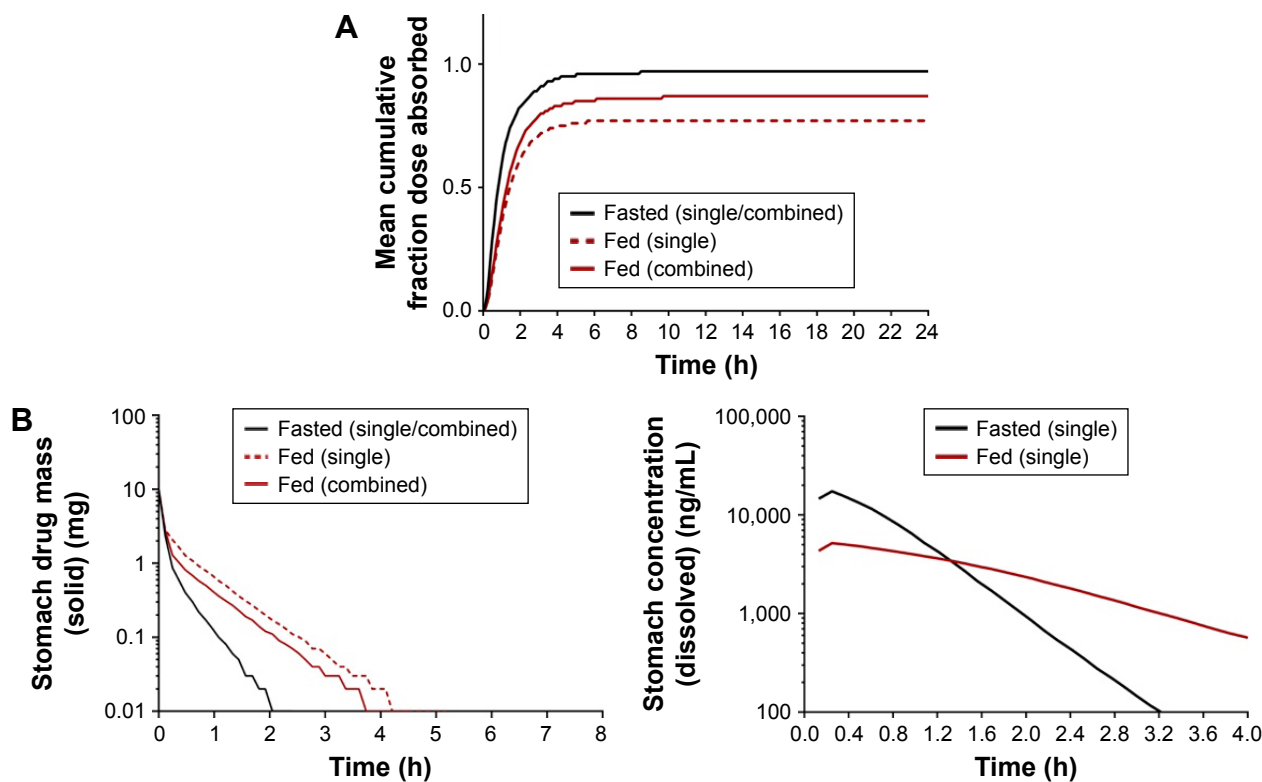 A
Mean cumulative
fraction dose absorbed
1.0
0.5
0.0
Fasted (single/combined)
Fed (single)
Fed (combined)
0 2 4 6 8 10 12 14 16 18 20 22 24
Time (h)
B
Stomach drug mass
(solid) (mg)
100
10
1
0.1
0.01
Fasted (single/combined)
Fed (single)
Fed (combined)
0 1 2 3 4 5 6 7 8
Time (h)
Stomach concentration
(dissolved) (ng/mL)
100,000
10,000
1,000
100
Fasted (single)
Fed (single)
0.0 0.4 0.8 1.2 1.6 2.0 2.4 2.8 3.2 3.6 4.0
Time (h)